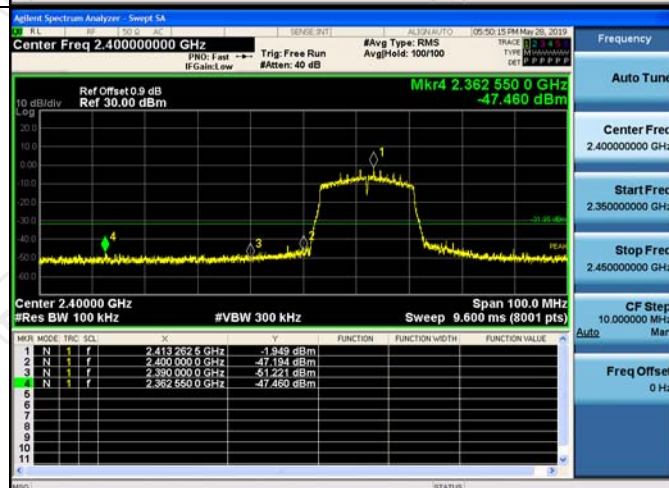 Agilent Spectrum Analyzer - Swept SA
RL RF 50 Ω AC SENSE:INT ALIGN AUTO 05:50:15 PM May 28, 2019
Center Freq 2.400000000 GHz
PNO: Fast
IFGain:Low
Trig: Free Run
#Atten: 40 dB
#Avg Type: RMS
Avg|Hold: 100/100
TRACE 1 2 3 4 5 6
TYPE
DET P P P P P P
Ref Offset 0.9 dB
Ref 30.00 dBm
10 dB/div
Log
Mkr4 2.362 550 0 GHz
-47.460 dBm
20.0
10.0
0.00
-10.0
-20.0
-30.0
-40.0
-50.0
-60.0
1
2
3
4
-31.95 dBm
PEAK
Center 2.40000 GHz Span 100.0 MHz
#Res BW 100 kHz #VBW 300 kHz Sweep 9.600 ms (8001 pts)
MKR MODE TRC SCL X Y FUNCTION FUNCTION WIDTH FUNCTION VALUE
1 N 1 f 2.413 262 5 GHz -1.949 dBm
2 N 1 f 2.400 000 0 GHz -47.194 dBm
3 N 1 f 2.390 000 0 GHz -51.221 dBm
4 N 1 f 2.362 550 0 GHz -47.460 dBm
5
6
7
8
9
10
11
MSG STATUS
Frequency
Auto Tune
Center Freq
2.400000000 GHz
Start Freq
2.350000000 GHz
Stop Freq
2.450000000 GHz
CF Step
10.000000 MHz
Auto Man
Freq Offset
0 Hz